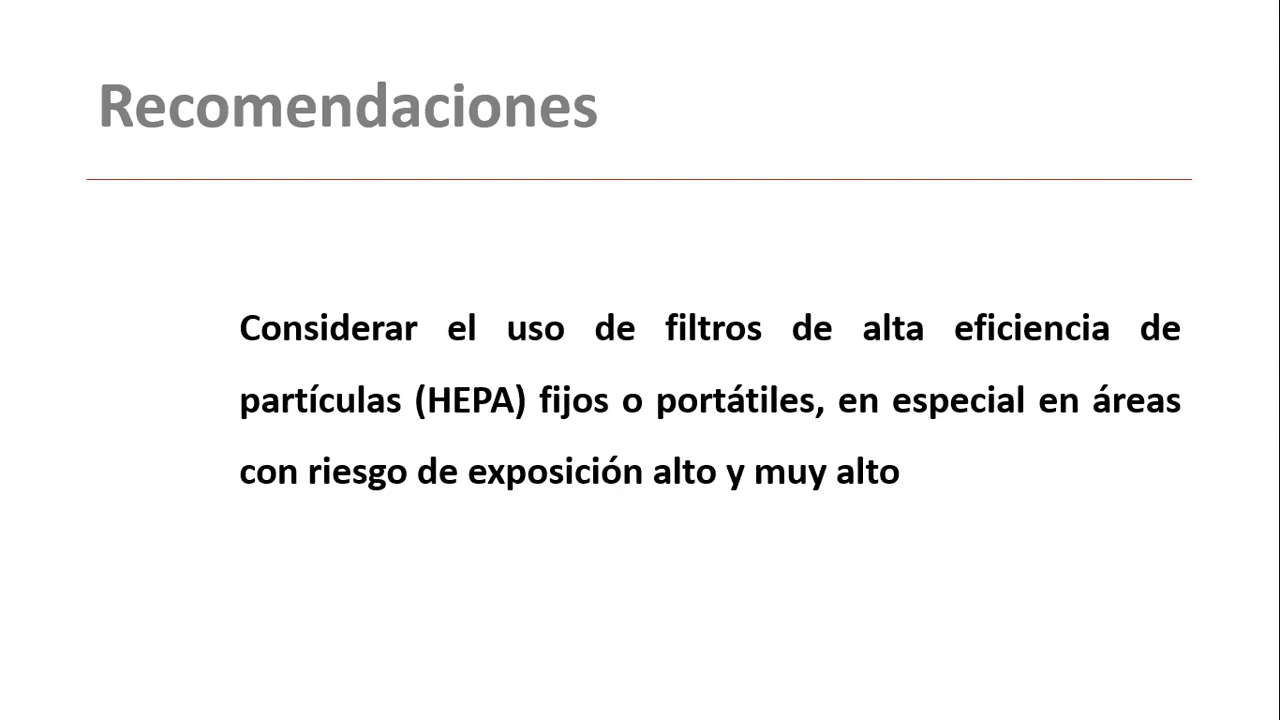 Recomendaciones
Considerar el uso de filtros de alta eficiencia de
partículas (HEPA) fijos o portátiles, en especial en áreas
con riesgo de exposición alto y muy alto